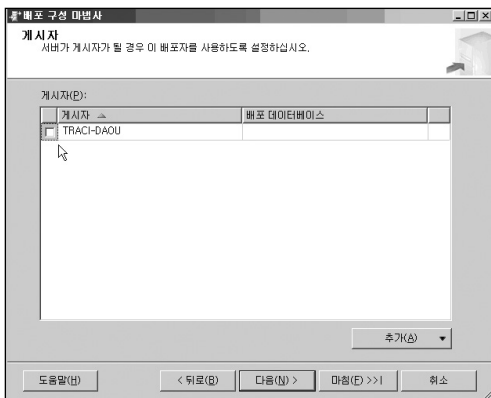 배포 구성 마법사
게시자
서버가 게시자가 될 경우 이 배포자를 사용하도록 설정하십시오.
게시자(P):
게시자 배포 데이터베이스
TRACI-DAOU
추가(A)
도움말(H) < 뒤로(B) 다음(N) > 마침(F) >>| 취소